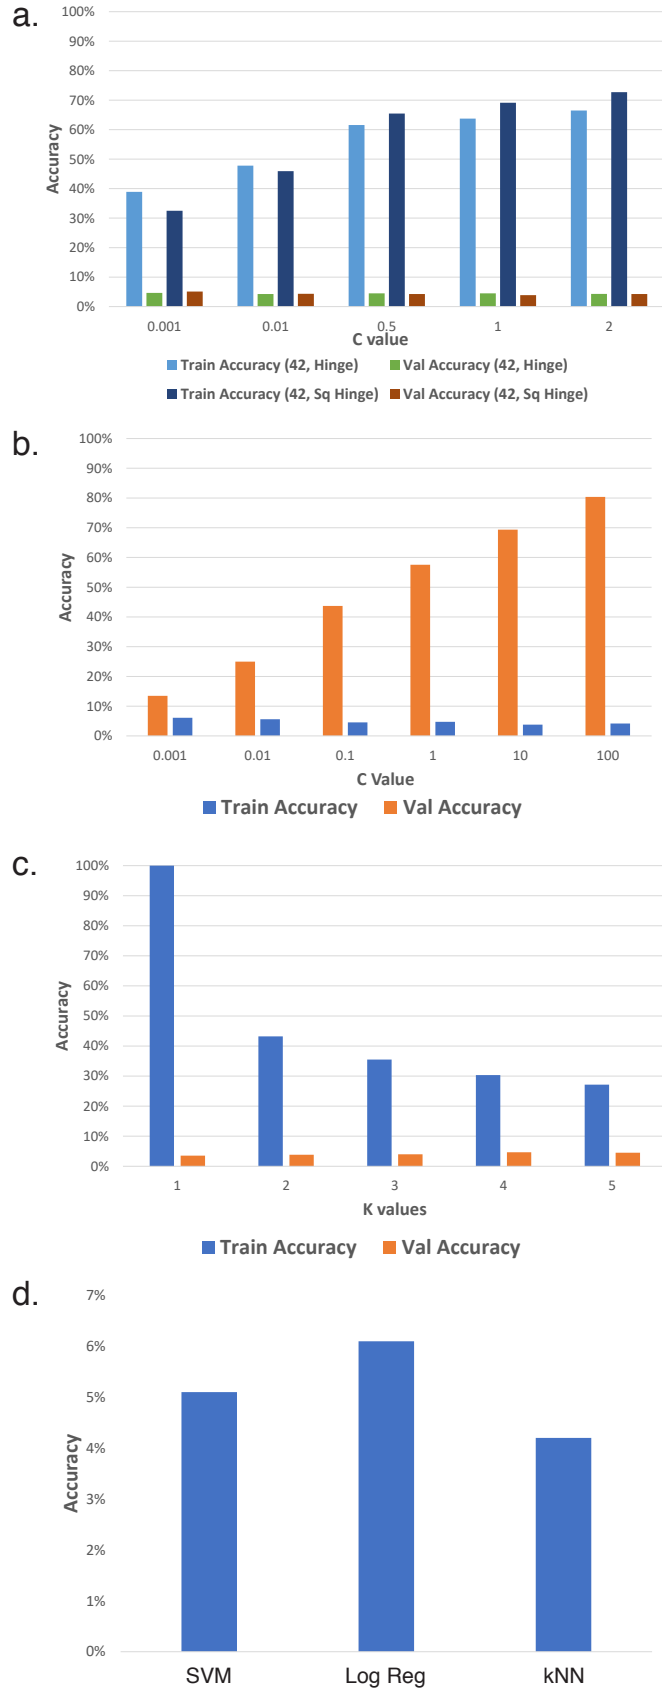 a.
100%
90%
80%
70%
60%
50%
40%
30%
20%
10%
0%
Accuracy
0.001 0.01 0.5 1 2
C value
Train Accuracy (42, Hinge) Val Accuracy (42, Hinge)
Train Accuracy (42, Sq Hinge) Val Accuracy (42, Sq Hinge)
b.
100%
90%
80%
70%
60%
50%
40%
30%
20%
10%
0%
Accuracy
0.001 0.01 0.1 1 10 100
C Value
Train Accuracy Val Accuracy
c.
100%
90%
80%
70%
60%
50%
40%
30%
20%
10%
0%
Accuracy
1 2 3 4 5
K values
Train Accuracy Val Accuracy
d.
7%
6%
5%
4%
3%
2%
1%
0%
Accuracy
SVM Log Reg kNN